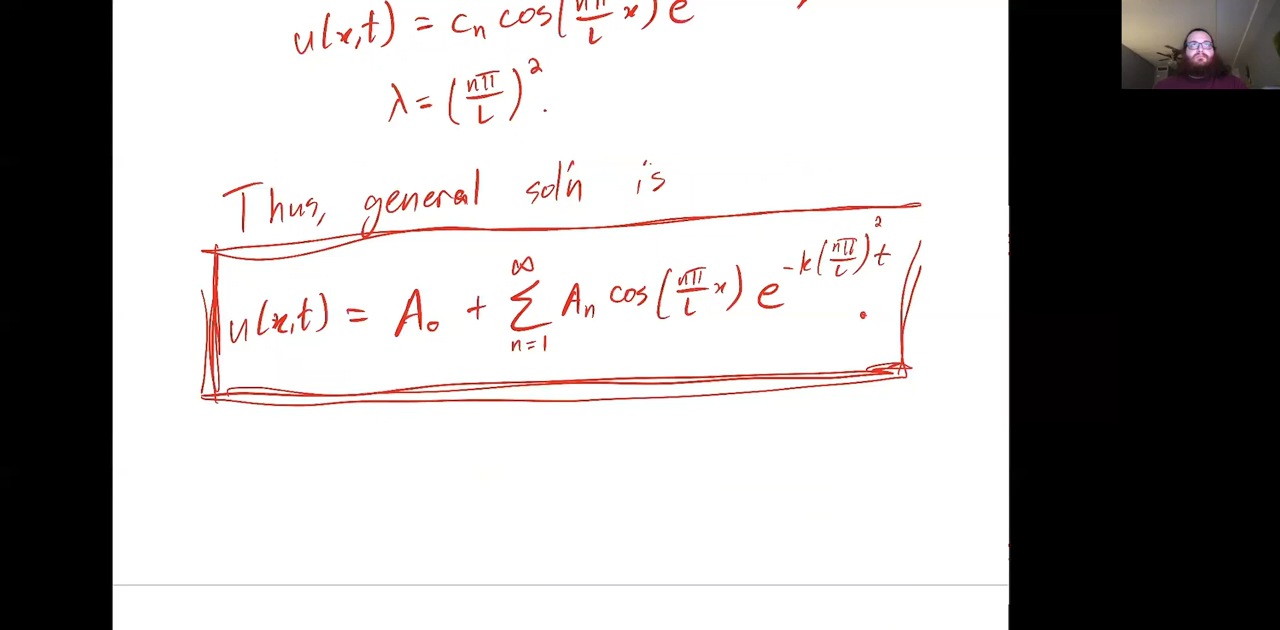 u(x,t) = cₙ cos(nπ/L x) e
λ = (nπ/L)².
Thus, general sol'n is
u(x,t) = A₀ + ∑_{n=1}^{∞} Aₙ cos(nπ/L x) e^{-k(nπ/L)² t}.